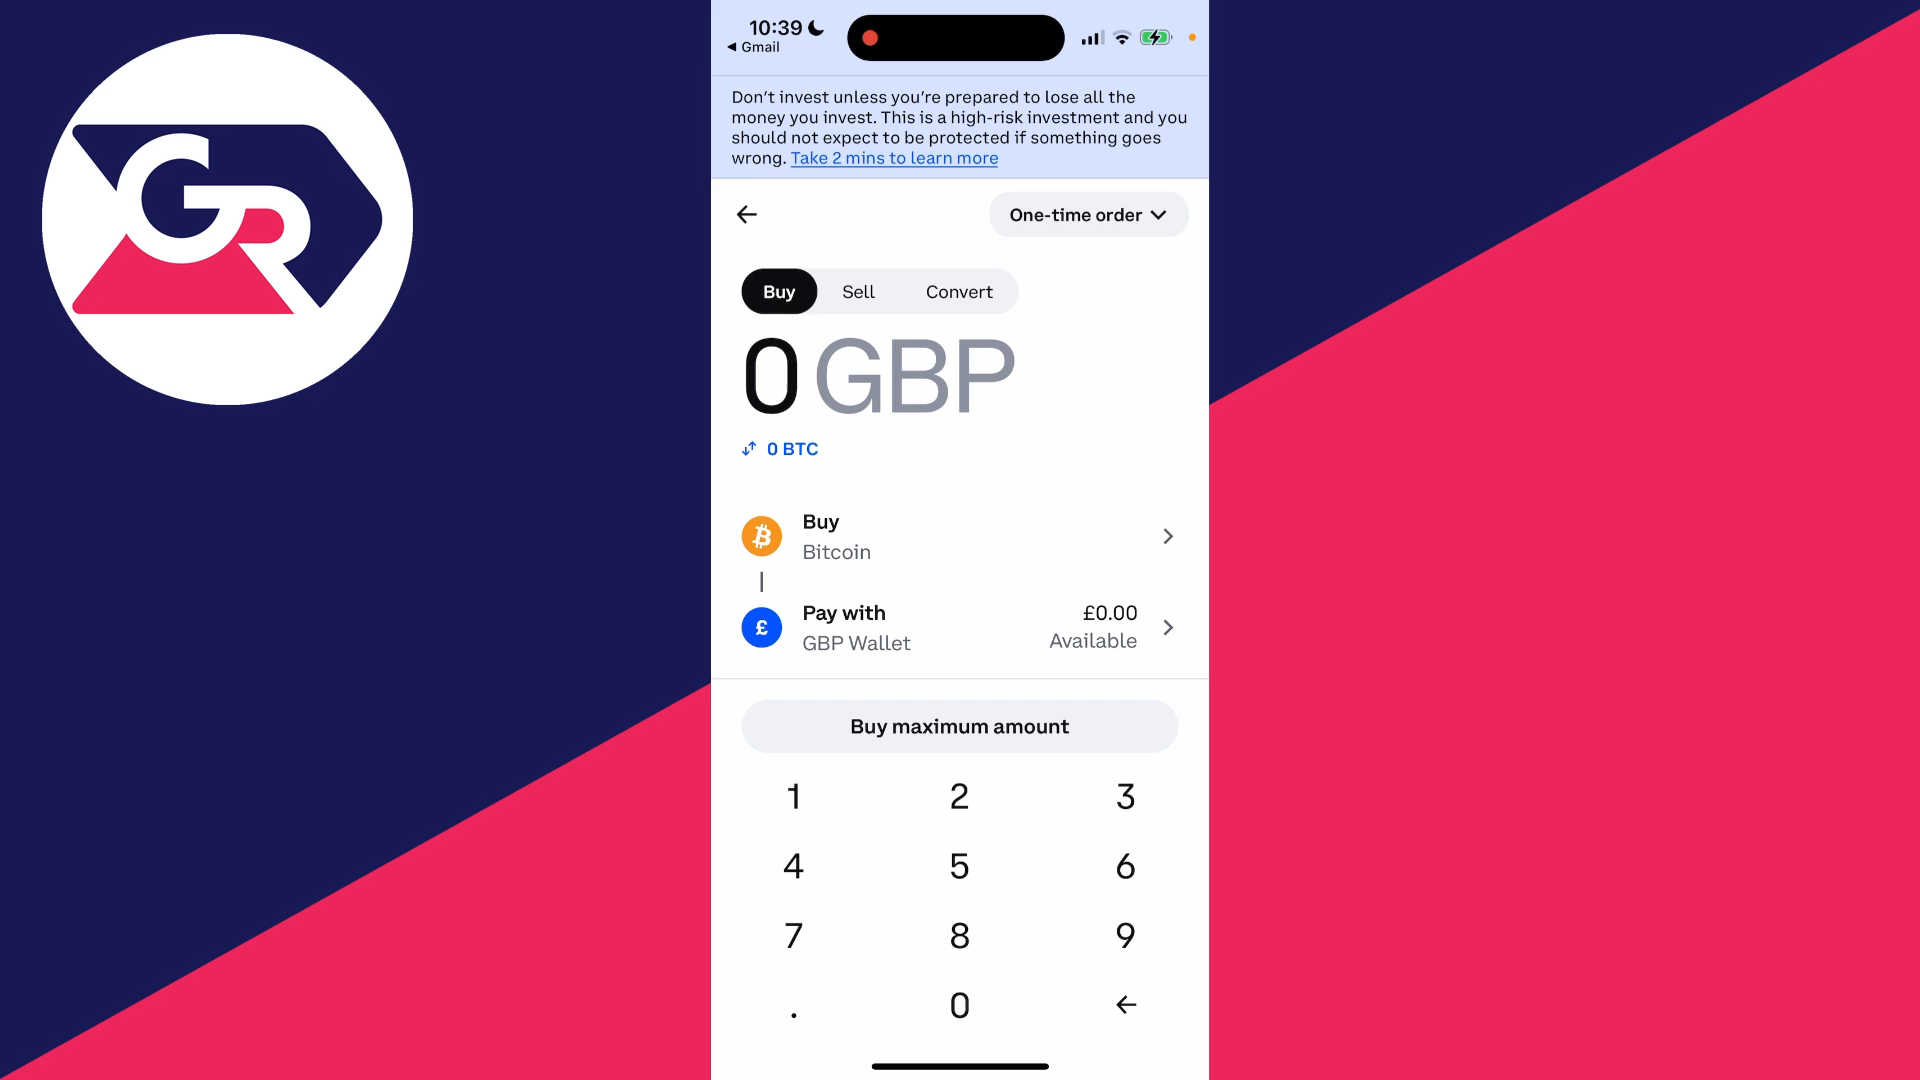 GR
10:39
◄ Gmail
Don't invest unless you're prepared to lose all the
money you invest. This is a high-risk investment and you
should not expect to be protected if something goes
wrong. Take 2 mins to learn more
One-time order
Buy Sell Convert
0 GBP
0 BTC
Buy
Bitcoin
Pay with £0.00
GBP Wallet Available
Buy maximum amount
1 2 3
4 5 6
7 8 9
. 0 ←